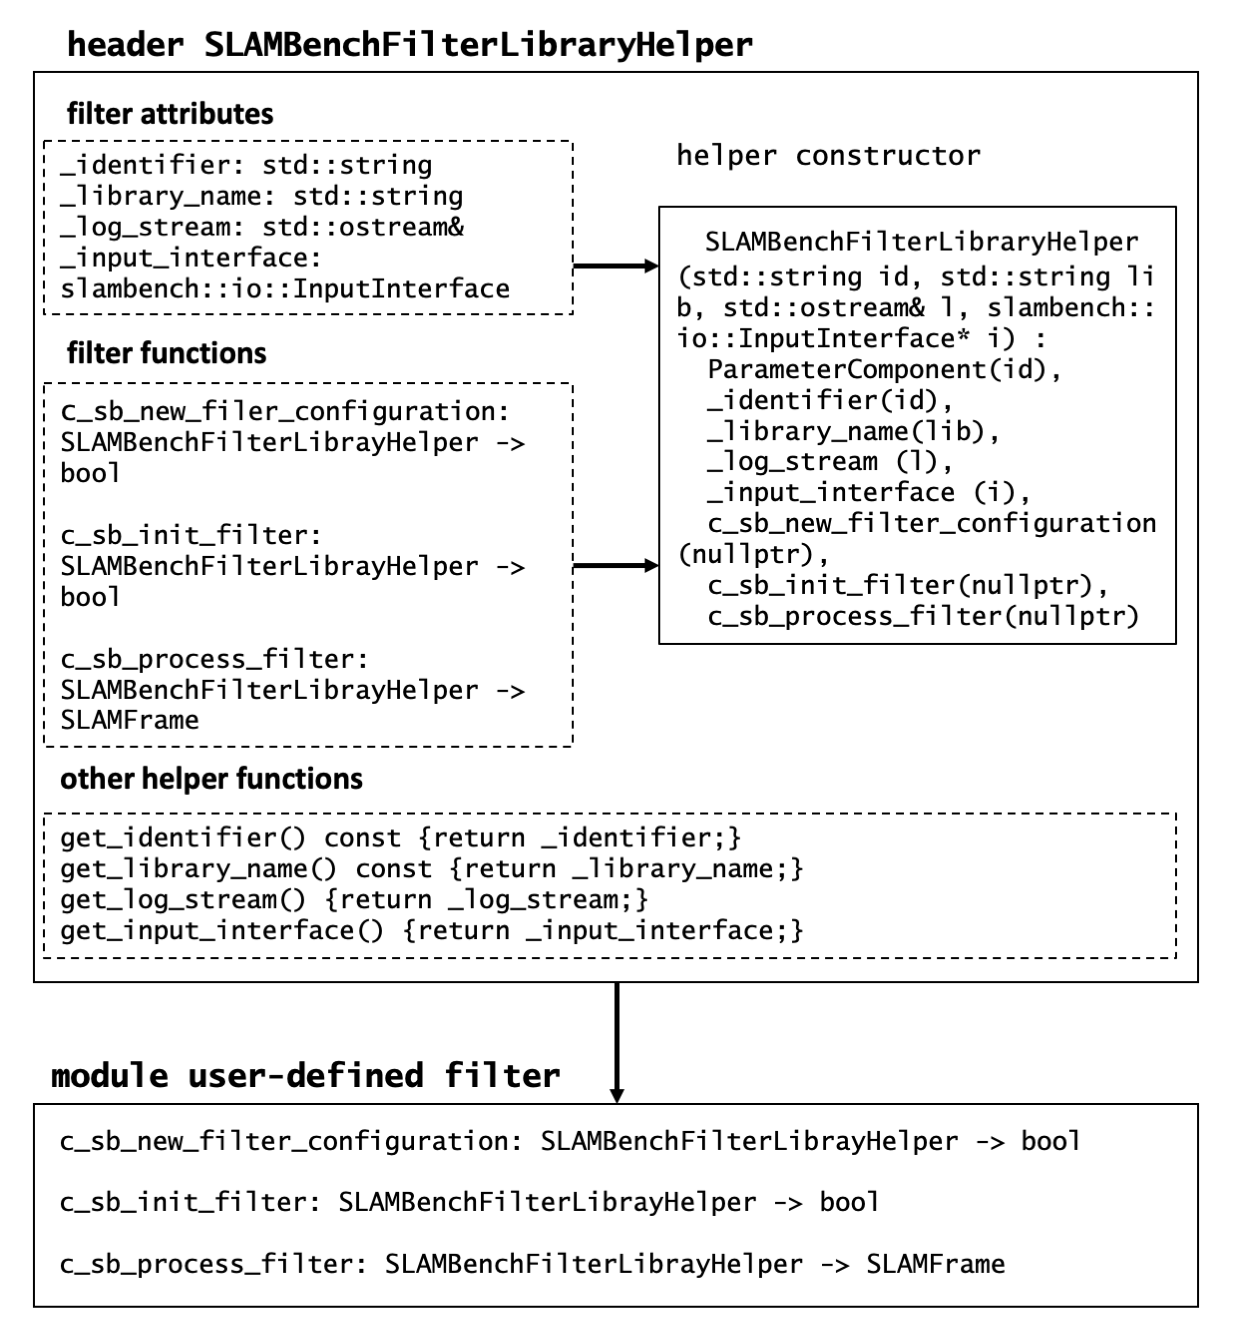 header SLAMBenchFilterLibraryHelper
filter attributes
_identifier: std::string
_library_name: std::string
_log_stream: std::ostream&
_input_interface:
slambench::io::InputInterface
filter functions
c_sb_new_filer_configuration:
SLAMBenchFilterLibrayHelper ->
bool
c_sb_init_filter:
SLAMBenchFilterLibrayHelper ->
bool
c_sb_process_filter:
SLAMBenchFilterLibrayHelper ->
SLAMFrame
helper constructor
SLAMBenchFilterLibraryHelper
(std::string id, std::string li
b, std::ostream& l, slambench::
io::InputInterface* i) :
ParameterComponent(id),
_identifier(id),
_library_name(lib),
_log_stream (l),
_input_interface (i),
c_sb_new_filter_configuration
(nullptr),
c_sb_init_filter(nullptr),
c_sb_process_filter(nullptr)
other helper functions
get_identifier() const {return _identifier;}
get_library_name() const {return _library_name;}
get_log_stream() {return _log_stream;}
get_input_interface() {return _input_interface;}
module user-defined filter
c_sb_new_filter_configuration: SLAMBenchFilterLibrayHelper -> bool
c_sb_init_filter: SLAMBenchFilterLibrayHelper -> bool
c_sb_process_filter: SLAMBenchFilterLibrayHelper -> SLAMFrame